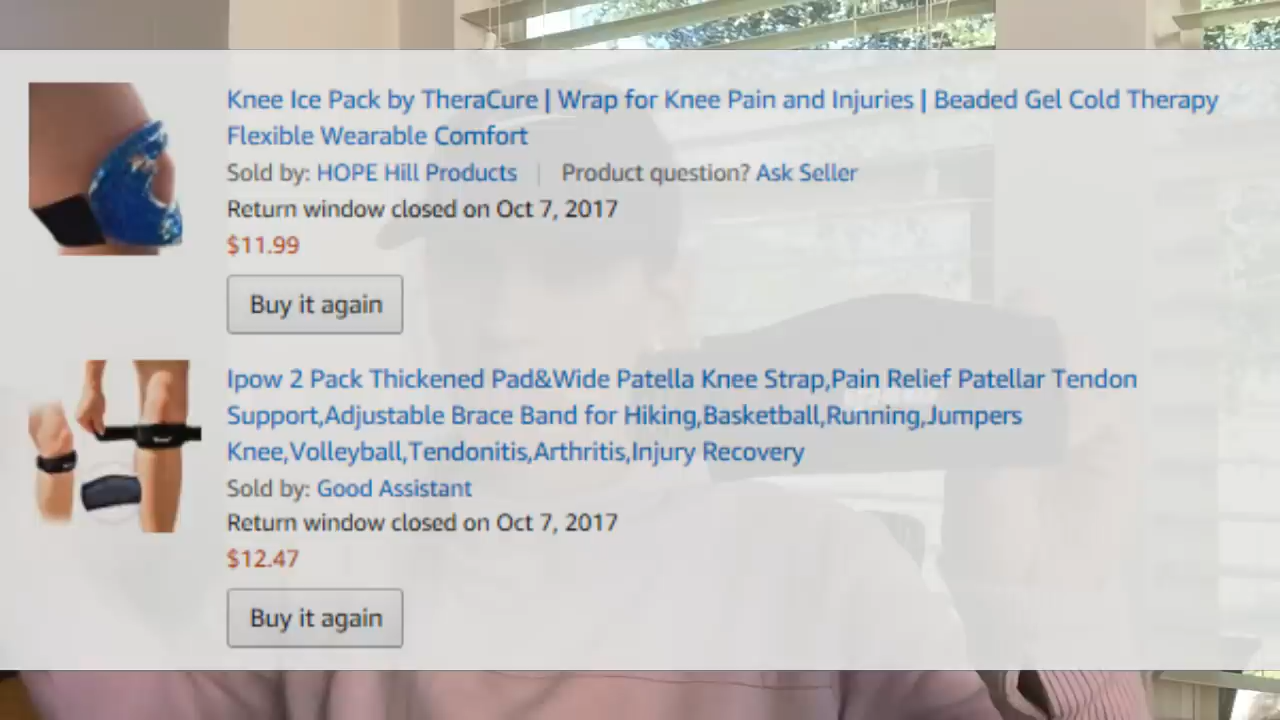 Knee Ice Pack by TheraCure | Wrap for Knee Pain and Injuries | Beaded Gel Cold Therapy
Flexible Wearable Comfort
Sold by: HOPE Hill Products | Product question? Ask Seller
Return window closed on Oct 7, 2017
$11.99
Buy it again
Ipow 2 Pack Thickened Pad&Wide Patella Knee Strap,Pain Relief Patellar Tendon
Support,Adjustable Brace Band for Hiking,Basketball,Running,Jumpers
Knee,Volleyball,Tendonitis,Arthritis,Injury Recovery
Sold by: Good Assistant
Return window closed on Oct 7, 2017
$12.47
Buy it again